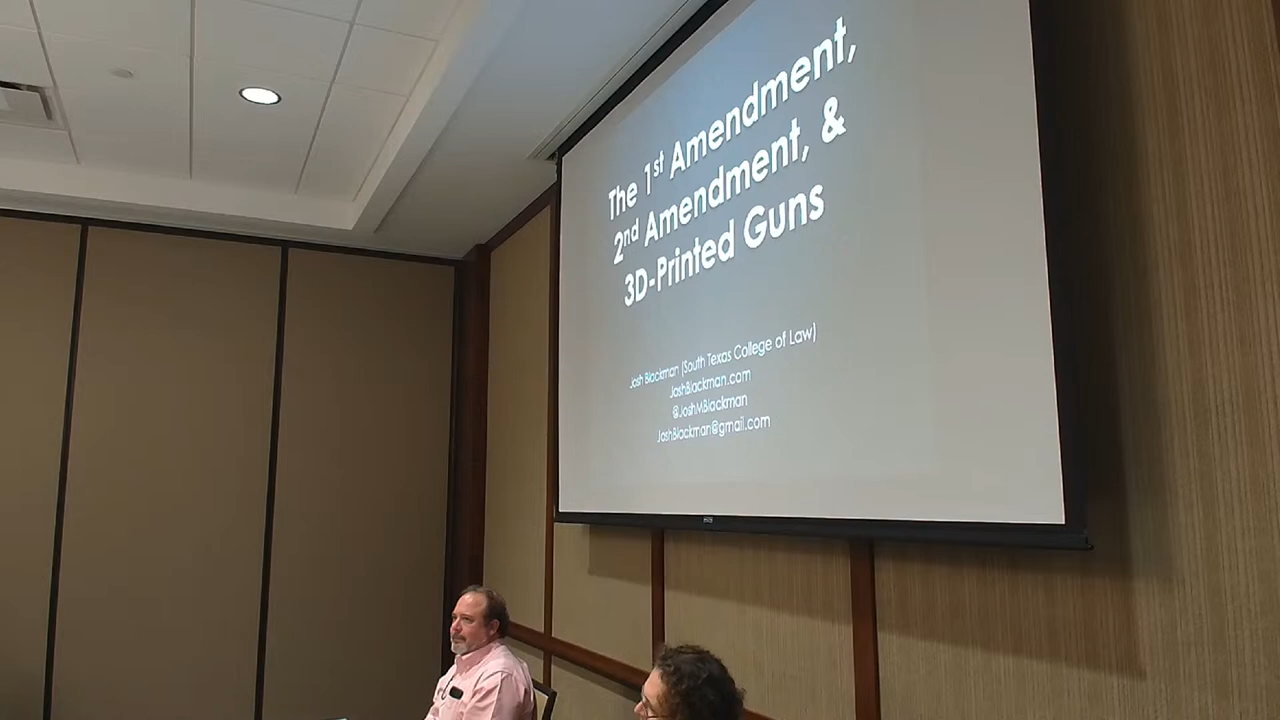 The 1st Amendment,
2nd Amendment, &
3D-Printed Guns
Josh Blackman (South Texas College of Law)
JoshBlackman.com
@JoshMBlackman
JoshBlackman@gmail.com